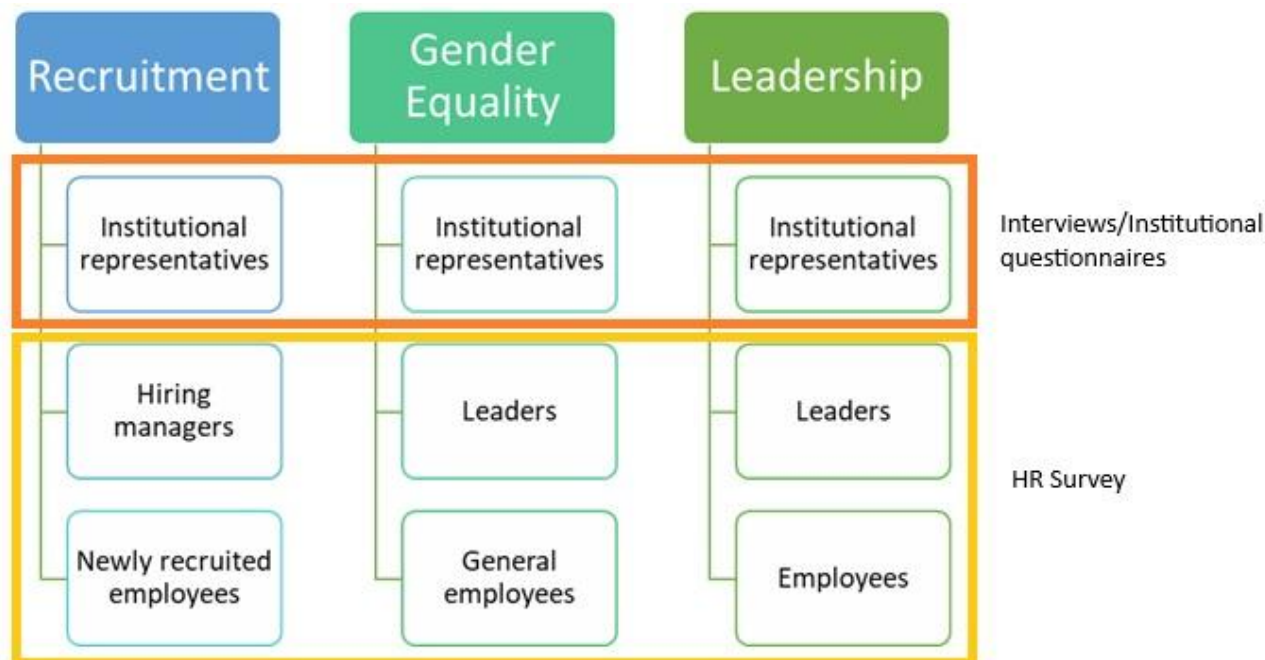 Recruitment
Gender
Equality
Leadership
Institutional
representatives
Institutional
representatives
Institutional
representatives
Interviews/Institutional
questionnaires
Hiring
managers
Leaders
Leaders
HR Survey
Newly recruited
employees
General
employees
Employees